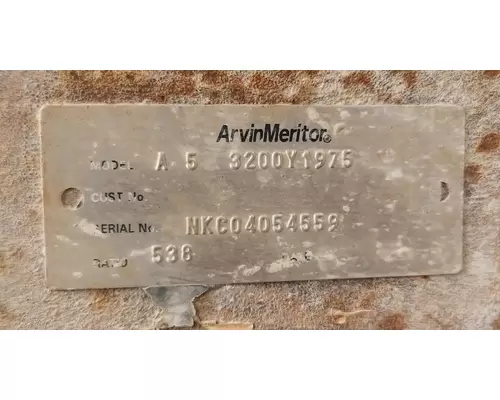 ArvinMeritor®
MODEL A 5 3200Y1975
CUST No
SERIAL No. NKC04054559
RATIO 538